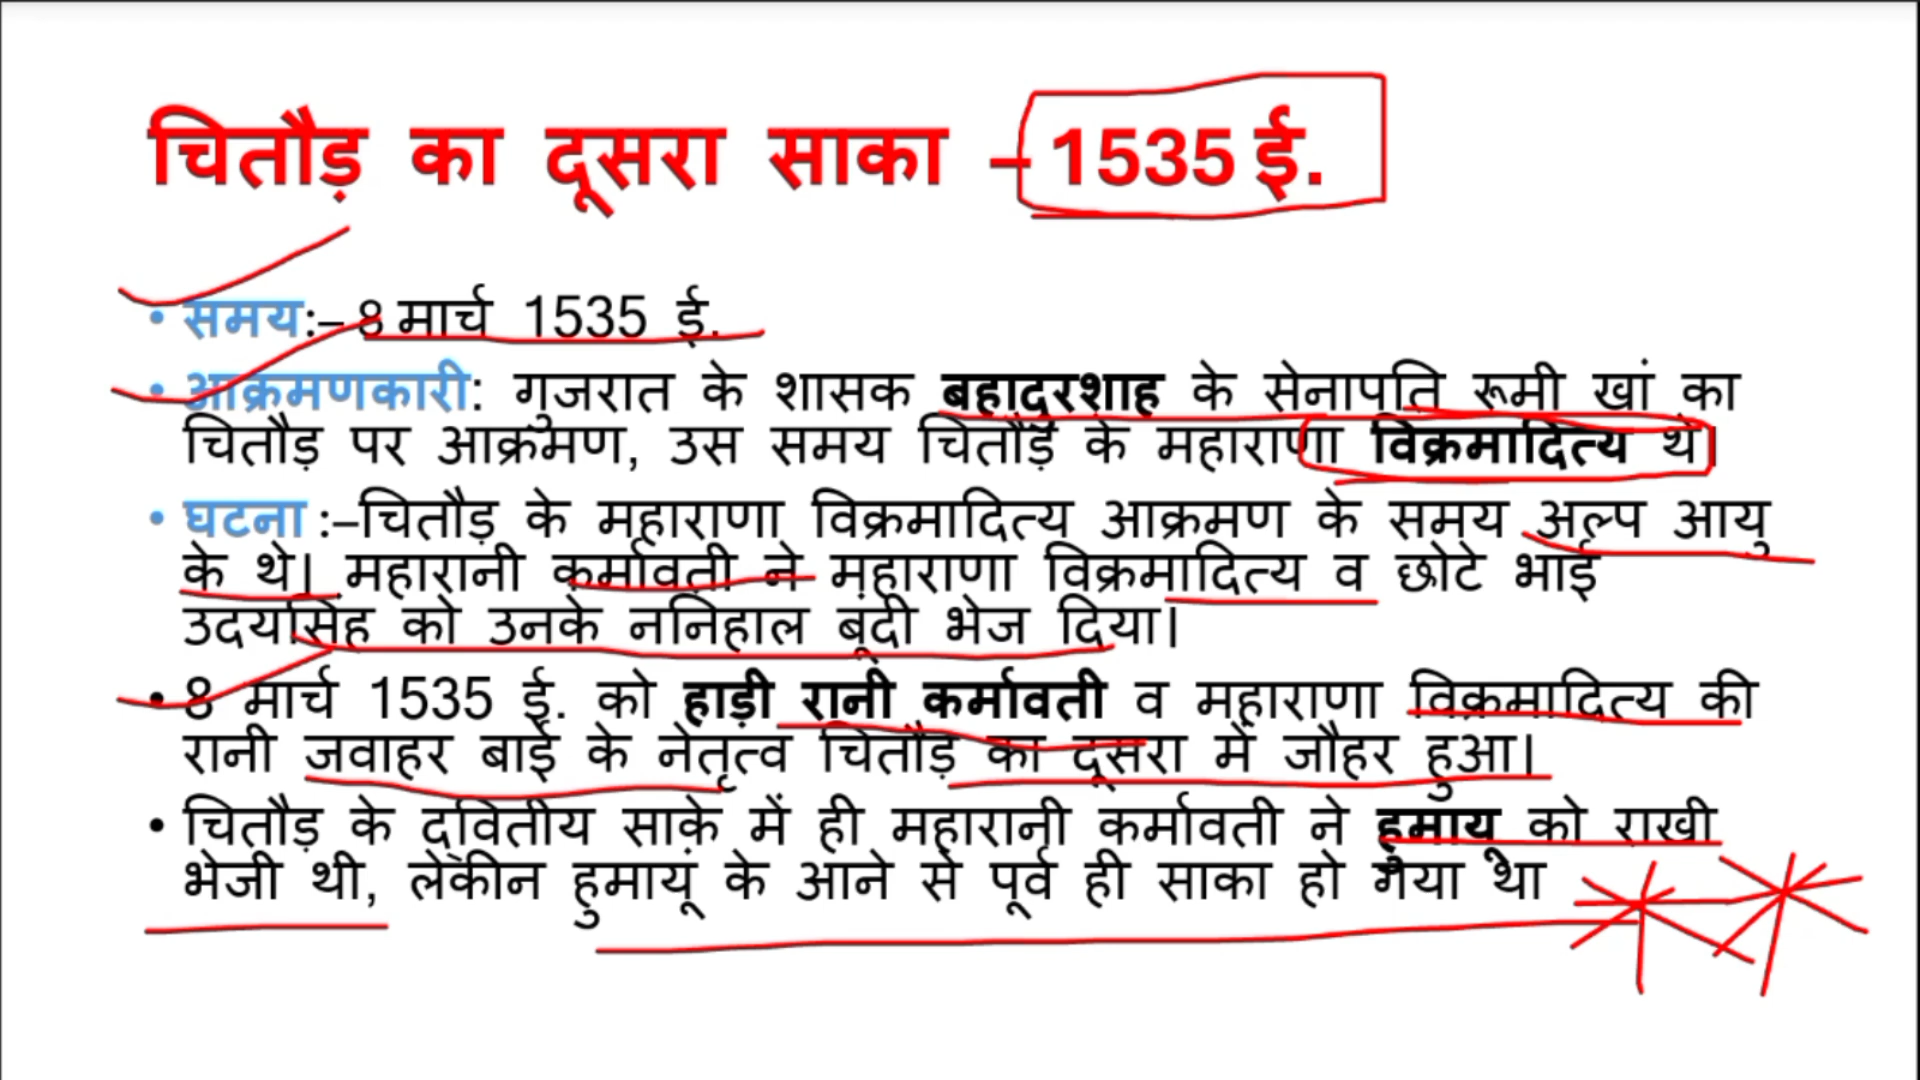 चितौड़ का दूसरा साका – 1535 ई.
• समय:– 8 मार्च 1535 ई.
• आक्रमणकारी: गुजरात के शासक बहादुरशाह के सेनापति रूमी खां का
चितौड़ पर आक्रमण, उस समय चितौड़ के महाराणा विक्रमादित्य थे।
• घटना :–चितौड़ के महाराणा विक्रमादित्य आक्रमण के समय अल्प आयु
के थे। महारानी कर्मावती ने महाराणा विक्रमादित्य व छोटे भाई
उदयसिंह को उनके ननिहाल बूंदी भेज दिया।
• 8 मार्च 1535 ई. को हाड़ी रानी कर्मावती व महाराणा विक्रमादित्य की
रानी जवाहर बाई के नेतृत्व चितौड़ का दूसरा में जौहर हुआ।
• चितौड़ के द्वितीय साके में ही महारानी कर्मावती ने हुमायू को राखी
भेजी थी, लेकीन हुमायूं के आने से पूर्व ही साका हो गया था